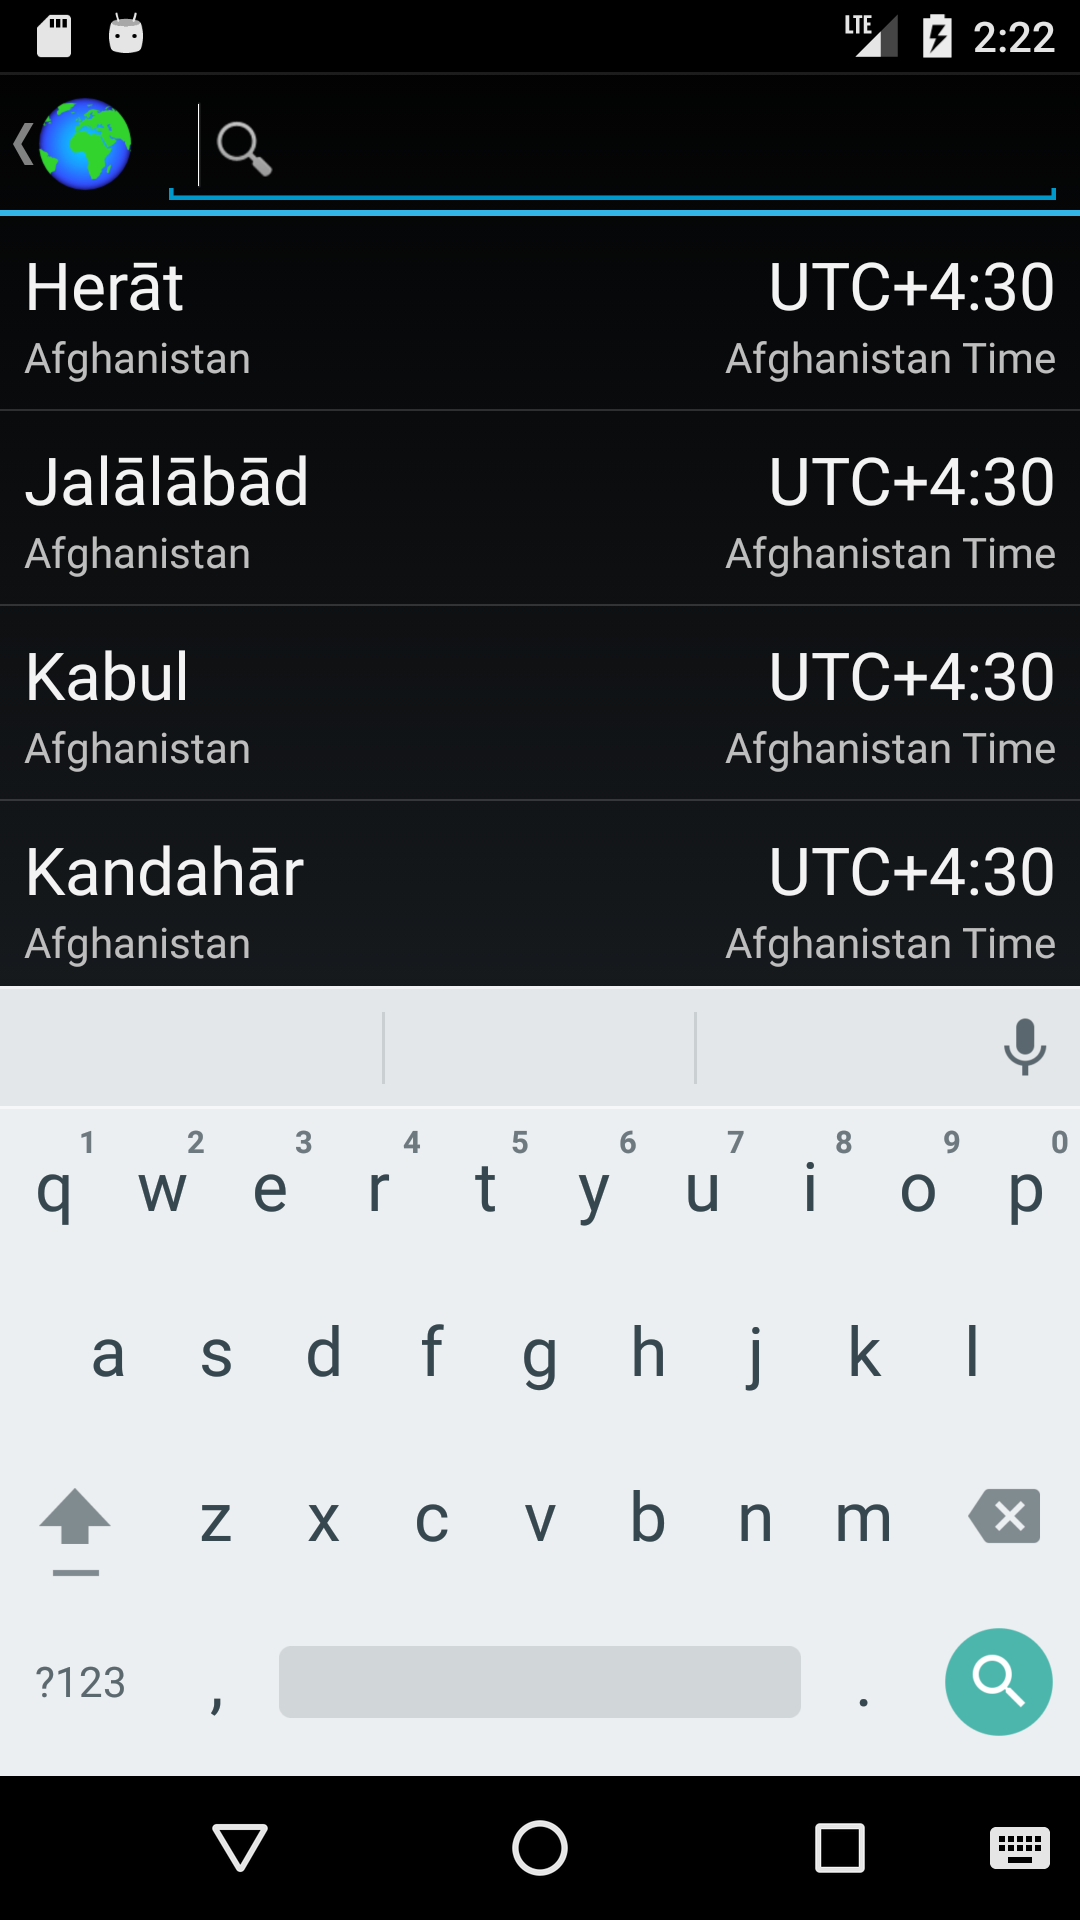 LTE 2:22
Herāt UTC+4:30
Afghanistan Afghanistan Time
Jalālābād UTC+4:30
Afghanistan Afghanistan Time
Kabul UTC+4:30
Afghanistan Afghanistan Time
Kandahār UTC+4:30
Afghanistan Afghanistan Time
1 2 3 4 5 6 7 8 9 0
q w e r t y u i o p
a s d f g h j k l
z x c v b n m
?123 , .